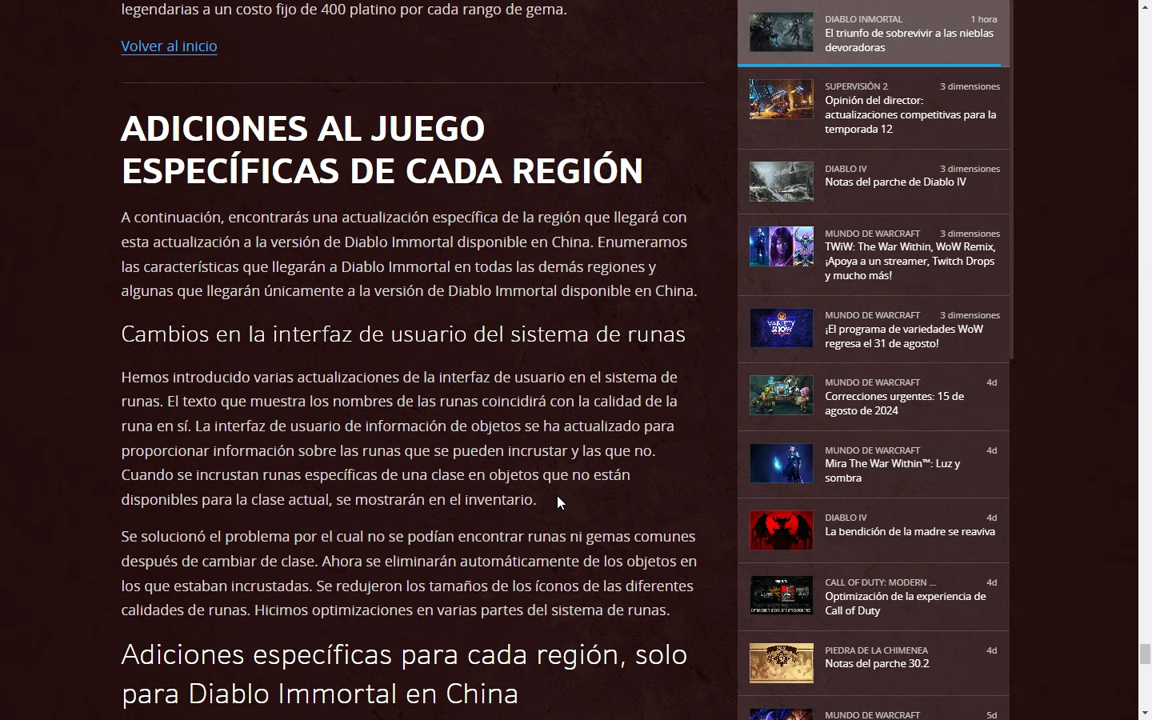 legendarias a un costo fijo de 400 platino por cada rango de gema.
Volver al inicio
ADICIONES AL JUEGO
ESPECÍFICAS DE CADA REGIÓN
A continuación, encontrarás una actualización específica de la región que llegará con
esta actualización a la versión de Diablo Immortal disponible en China. Enumeramos
las características que llegarán a Diablo Immortal en todas las demás regiones y
algunas que llegarán únicamente a la versión de Diablo Immortal disponible en China.
Cambios en la interfaz de usuario del sistema de runas
Hemos introducido varias actualizaciones de la interfaz de usuario en el sistema de
runas. El texto que muestra los nombres de las runas coincidirá con la calidad de la
runa en sí. La interfaz de usuario de información de objetos se ha actualizado para
proporcionar información sobre las runas que se pueden incrustar y las que no.
Cuando se incrustan runas específicas de una clase en objetos que no están
disponibles para la clase actual, se mostrarán en el inventario.
Se solucionó el problema por el cual no se podían encontrar runas ni gemas comunes
después de cambiar de clase. Ahora se eliminarán automáticamente de los objetos en
los que estaban incrustadas. Se redujeron los tamaños de los íconos de las diferentes
calidades de runas. Hicimos optimizaciones en varias partes del sistema de runas.
Adiciones específicas para cada región, solo
para Diablo Immortal en China
DIABLO INMORTAL 1 hora
El triunfo de sobrevivir a las nieblas
devoradoras
SUPERVISIÓN 2 3 dimensiones
Opinión del director:
actualizaciones competitivas para la
temporada 12
DIABLO IV 3 dimensiones
Notas del parche de Diablo IV
MUNDO DE WARCRAFT 3 dimensiones
TWiW: The War Within, WoW Remix,
¡Apoya a un streamer, Twitch Drops
y mucho más!
MUNDO DE WARCRAFT 3 dimensiones
¡El programa de variedades WoW
regresa el 31 de agosto!
MUNDO DE WARCRAFT 4d
Correcciones urgentes: 15 de
agosto de 2024
MUNDO DE WARCRAFT 4d
Mira The War Within™: Luz y
sombra
DIABLO IV 4d
La bendición de la madre se reaviva
CALL OF DUTY: MODERN ... 4d
Optimización de la experiencia de
Call of Duty
PIEDRA DE LA CHIMENEA 4d
Notas del parche 30.2
MUNDO DE WARCRAFT 5d